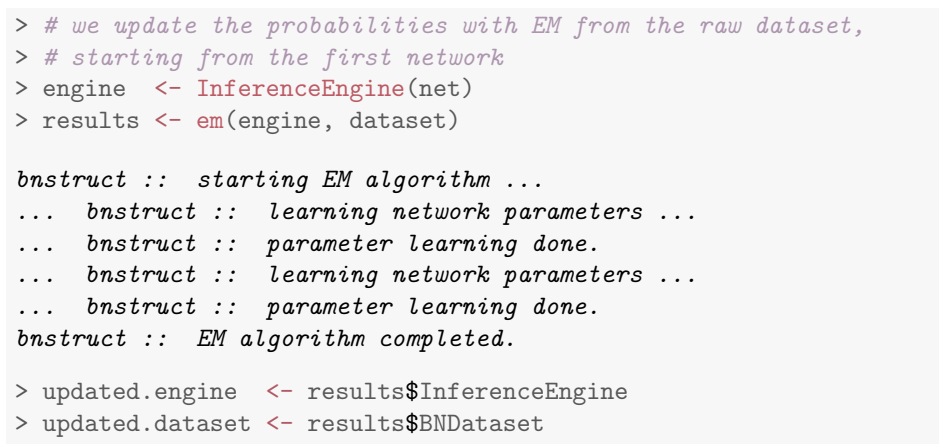 > # we update the probabilities with EM from the raw dataset,
> # starting from the first network
> engine  <- InferenceEngine(net)
> results <- em(engine, dataset)
bnstruct ::  starting EM algorithm ...
...  bnstruct ::  learning network parameters ...
...  bnstruct ::  parameter learning done.
...  bnstruct ::  learning network parameters ...
...  bnstruct ::  parameter learning done.
bnstruct ::  EM algorithm completed.
> updated.engine  <- results$InferenceEngine
> updated.dataset <- results$BNDataset